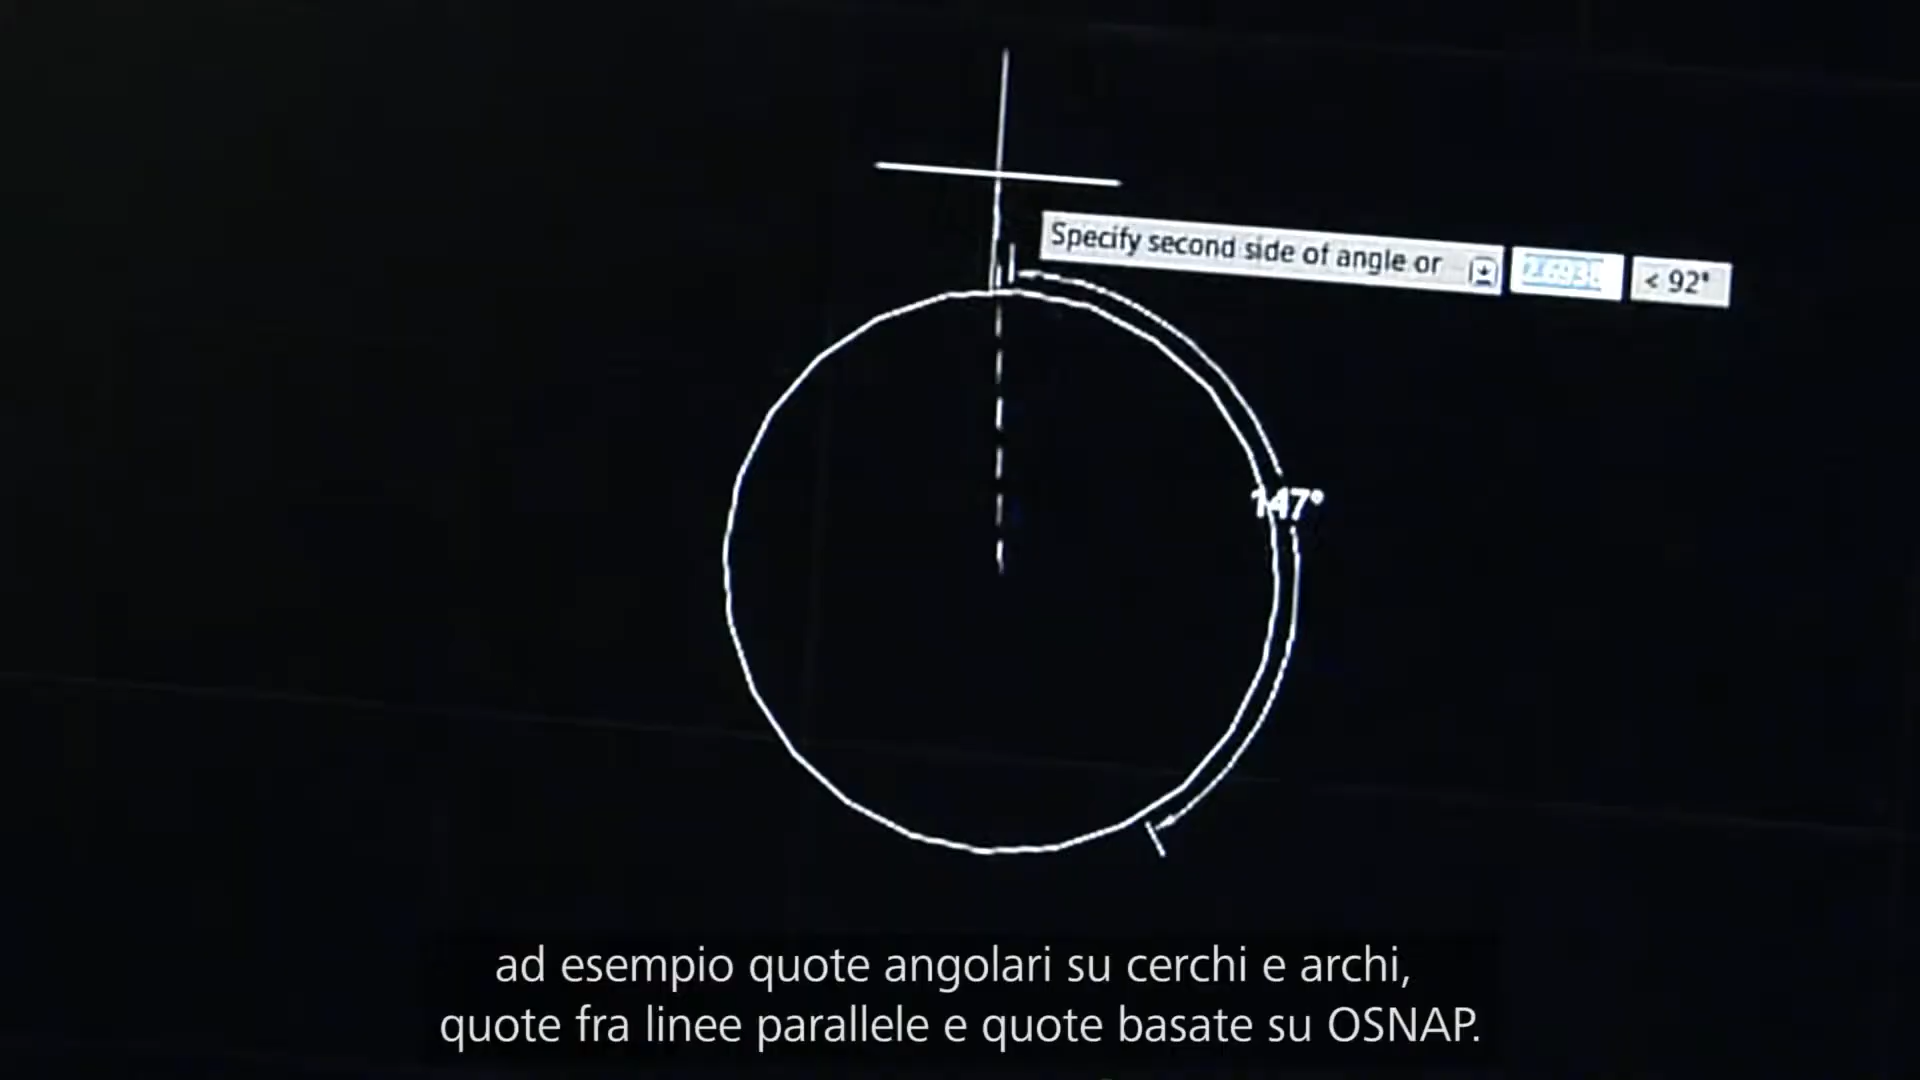 Specify second side of angle or
< 92°
147°
ad esempio quote angolari su cerchi e archi,
quote fra linee parallele e quote basate su OSNAP.